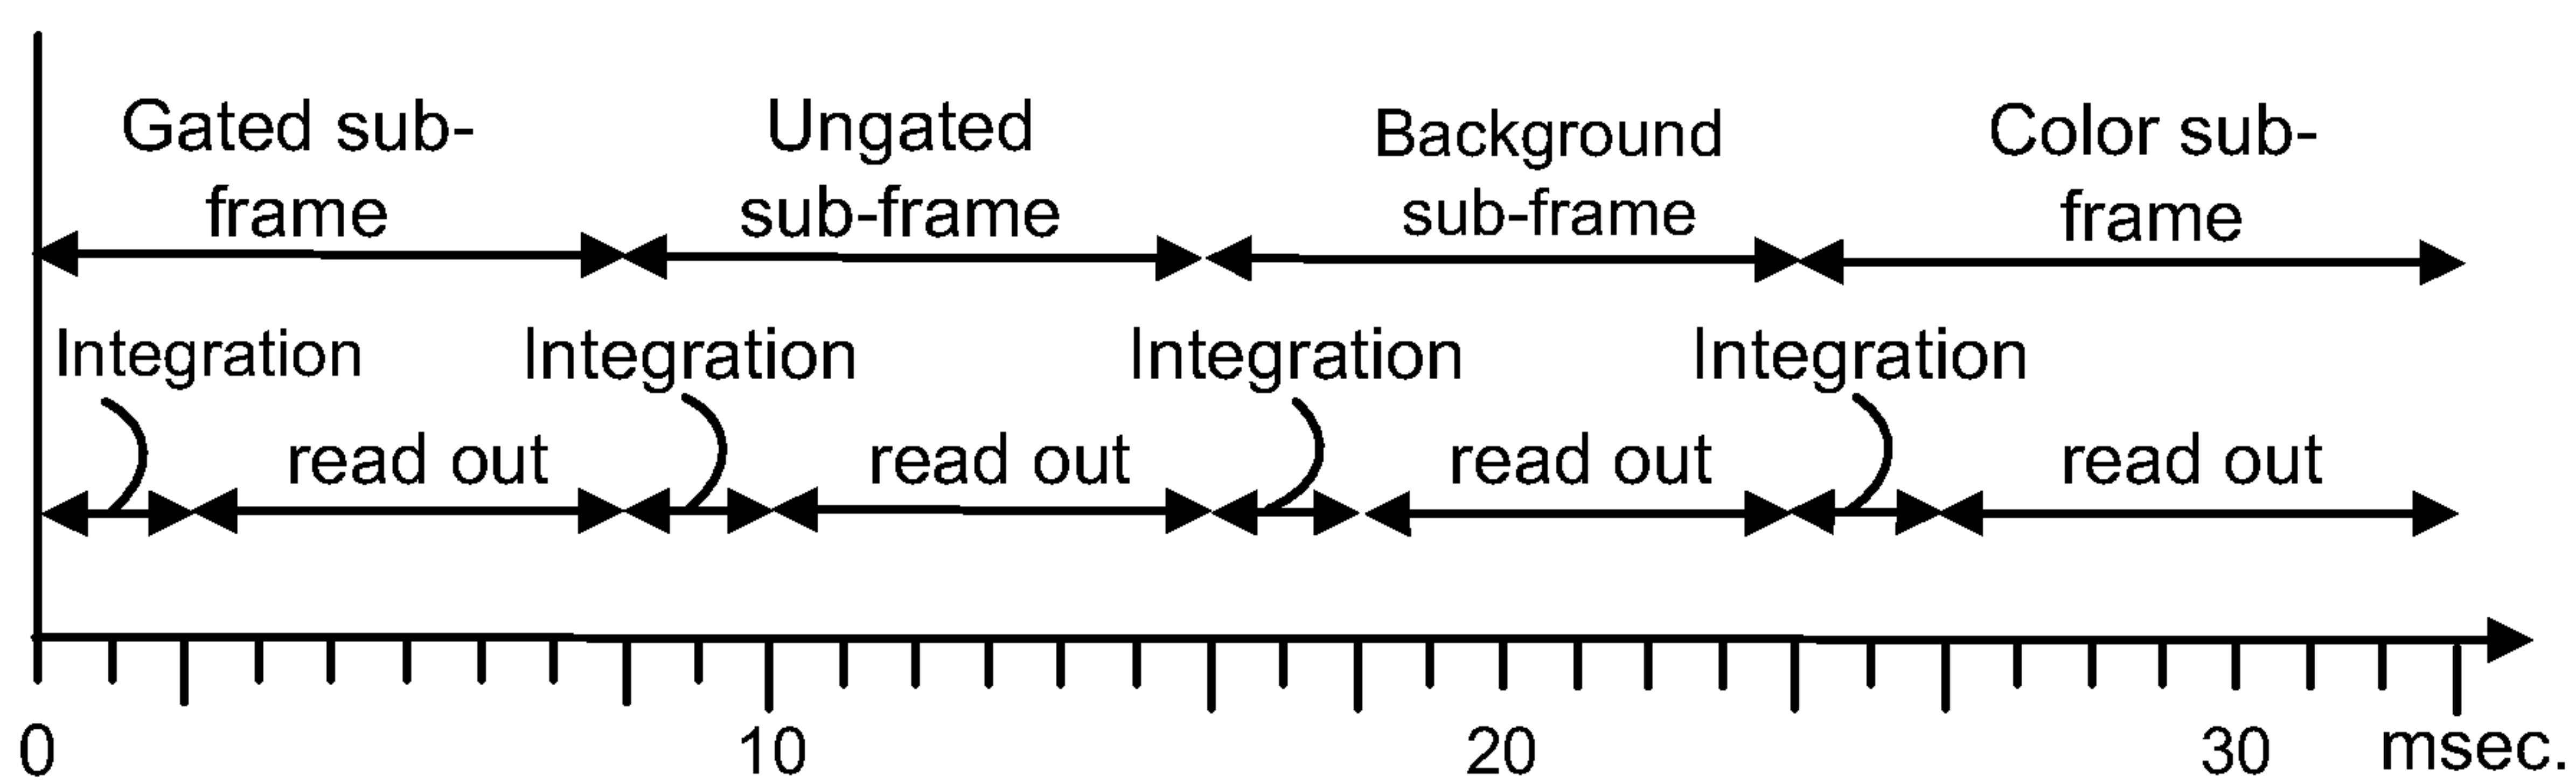 Gated sub-
frame
Ungated
sub-frame
Background
sub-frame
Color sub-
frame
Integration
Integration
Integration
Integration
read out
read out
read out
read out
0
10
20
30
msec.